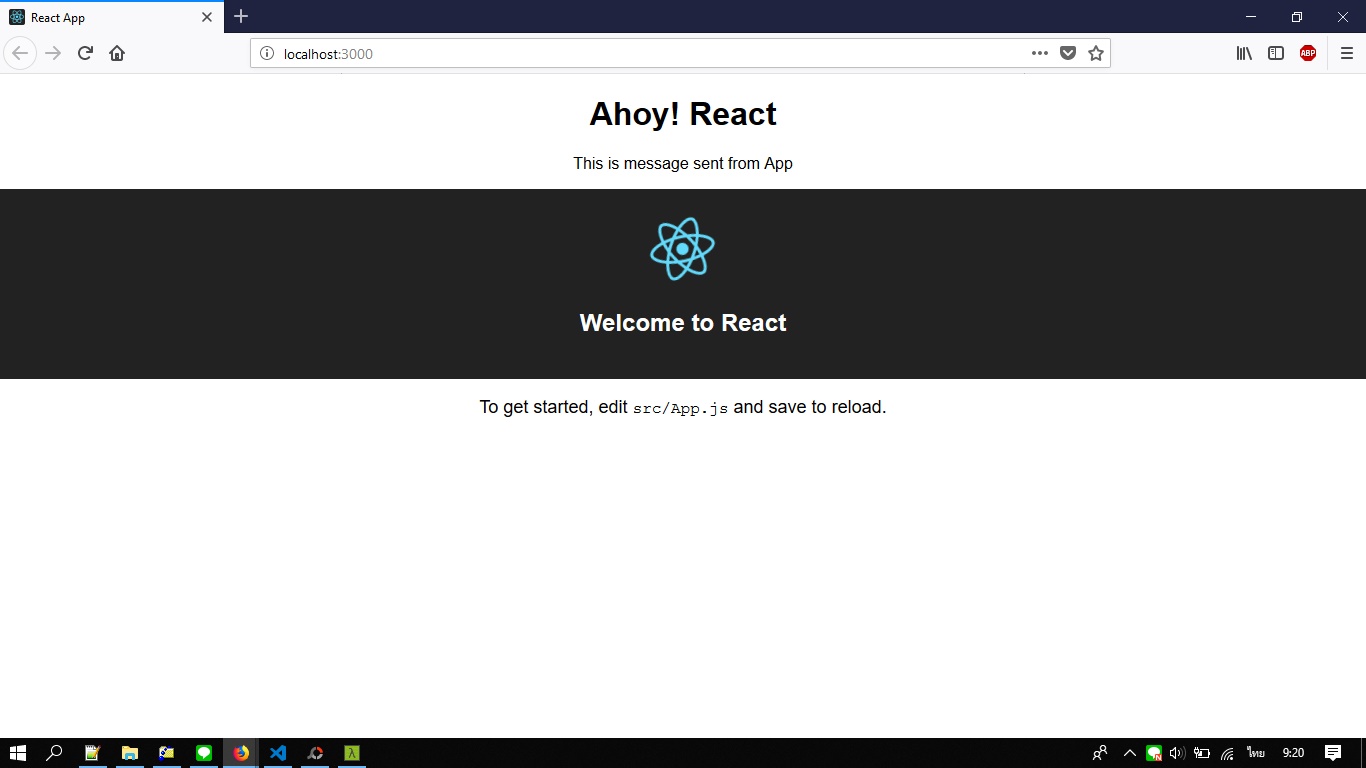 React App
localhost:3000
ABP
Ahoy! React
This is message sent from App
Welcome to React
To get started, edit src/App.js and save to reload.
ไทย
9:20